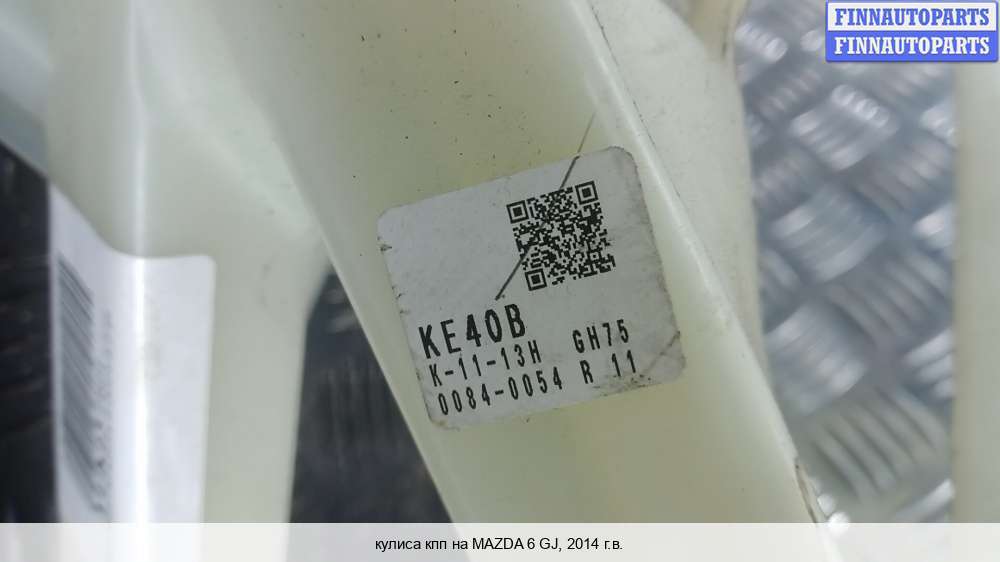 FINNAUTOPARTS
FINNAUTOPARTS
KE40B
K-11-13H GH75
0084-0054 R 11
кулиса кпп на MAZDA 6 GJ, 2014 г.в.